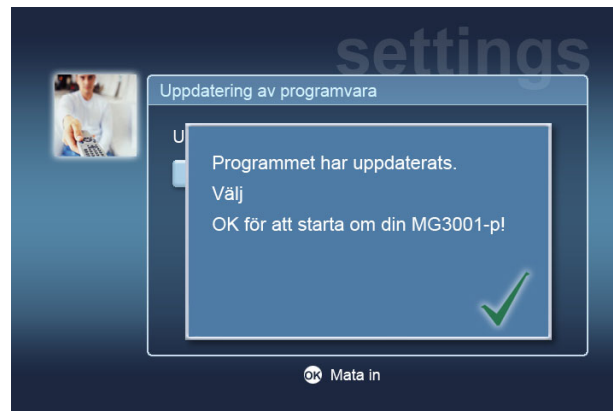 settings
Uppdatering av programvara
U
Programmet har uppdaterats.
Välj
OK för att starta om din MG3001-p!
OK Mata in